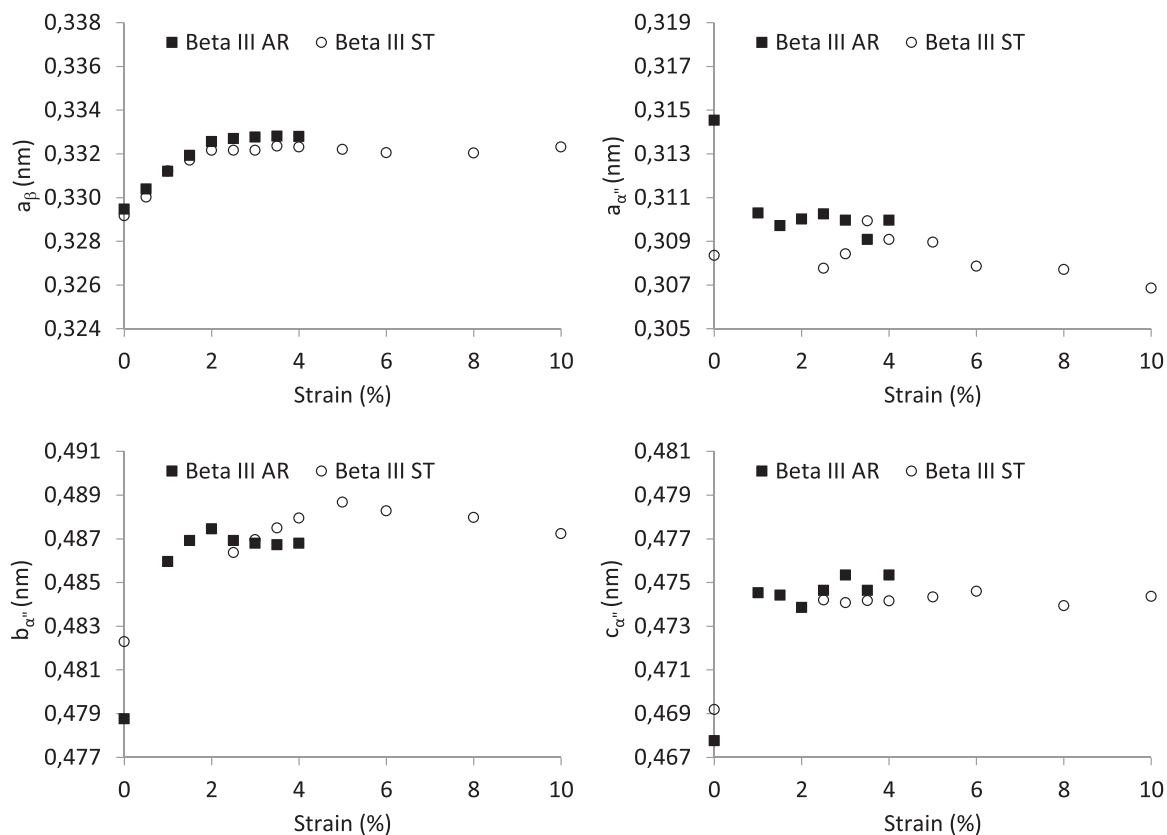 0,338
0,336
0,334
0,332
0,330
0,328
0,326
0,324
aβ (nm)
Beta III AR Beta III ST
0 2 4 6 8 10
Strain (%)
0,319
0,317
0,315
0,313
0,311
0,309
0,307
0,305
aα" (nm)
Beta III AR Beta III ST
0 2 4 6 8 10
Strain (%)
0,491
0,489
0,487
0,485
0,483
0,481
0,479
0,477
bα" (nm)
Beta III AR Beta III ST
0 2 4 6 8 10
Strain (%)
0,481
0,479
0,477
0,475
0,473
0,471
0,469
0,467
cα" (nm)
Beta III AR Beta III ST
0 2 4 6 8 10
Strain (%)